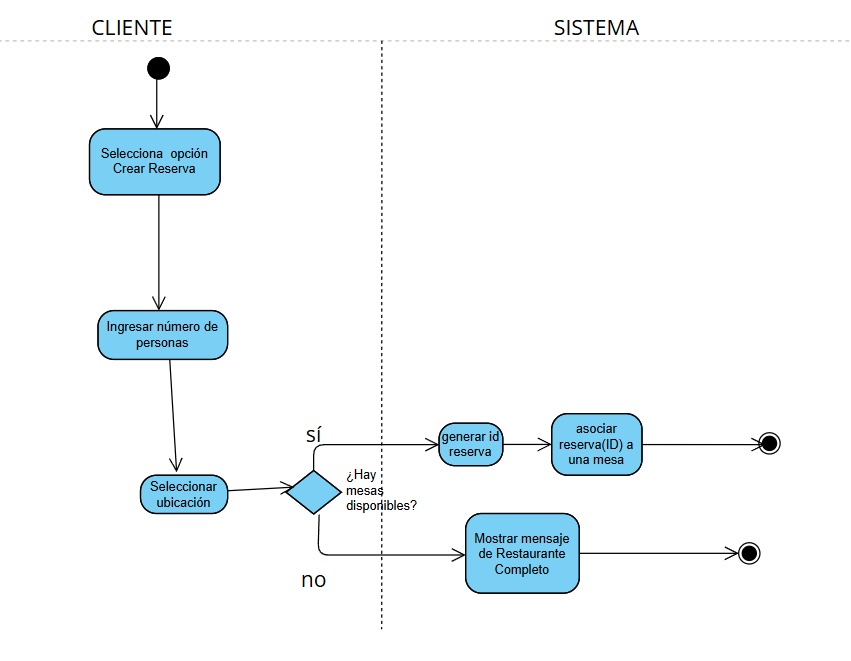 CLIENTE
SISTEMA
Selecciona opción
Crear Reserva
Ingresar número de
personas
Seleccionar
ubicación
SÍ
¿Hay
mesas
disponibles?
no
generar id
reserva
asociar
reserva(ID) a
una mesa
Mostrar mensaje
de Restaurante
Completo